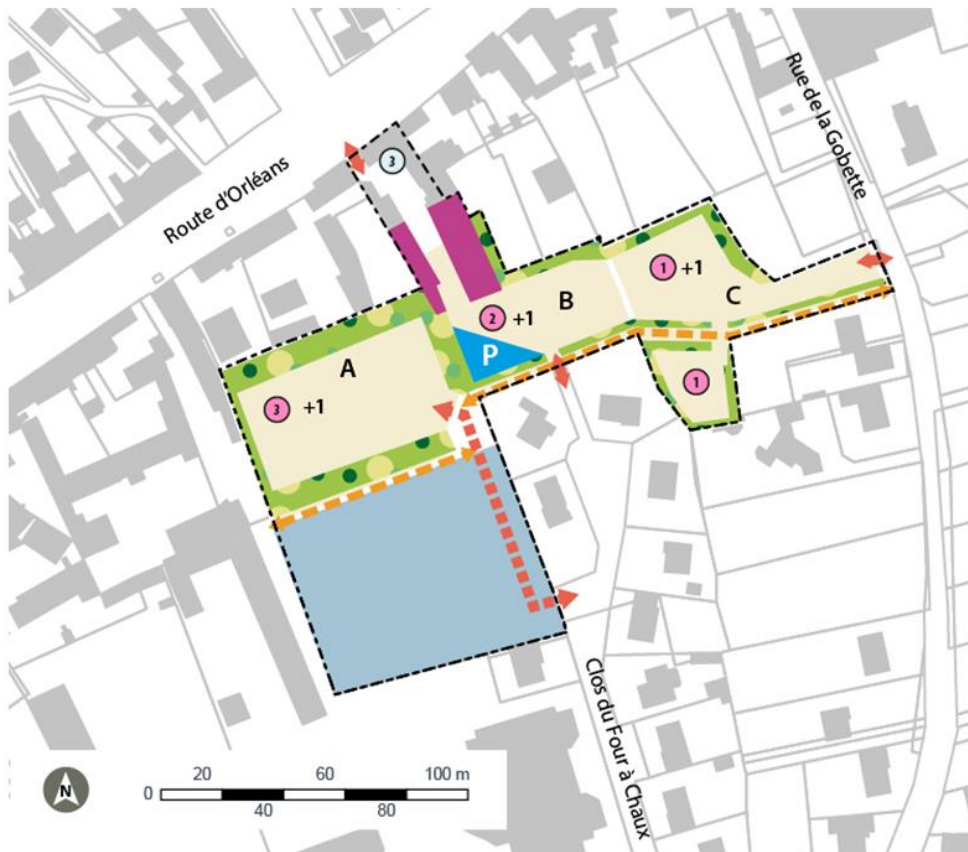 Route d'Orléans
Rue de la Gobette
3
1 +1
B
C
2 +1
P
A
3 +1
1
Clos du Four à Chaux
N
20 60 100 m
0
40 80